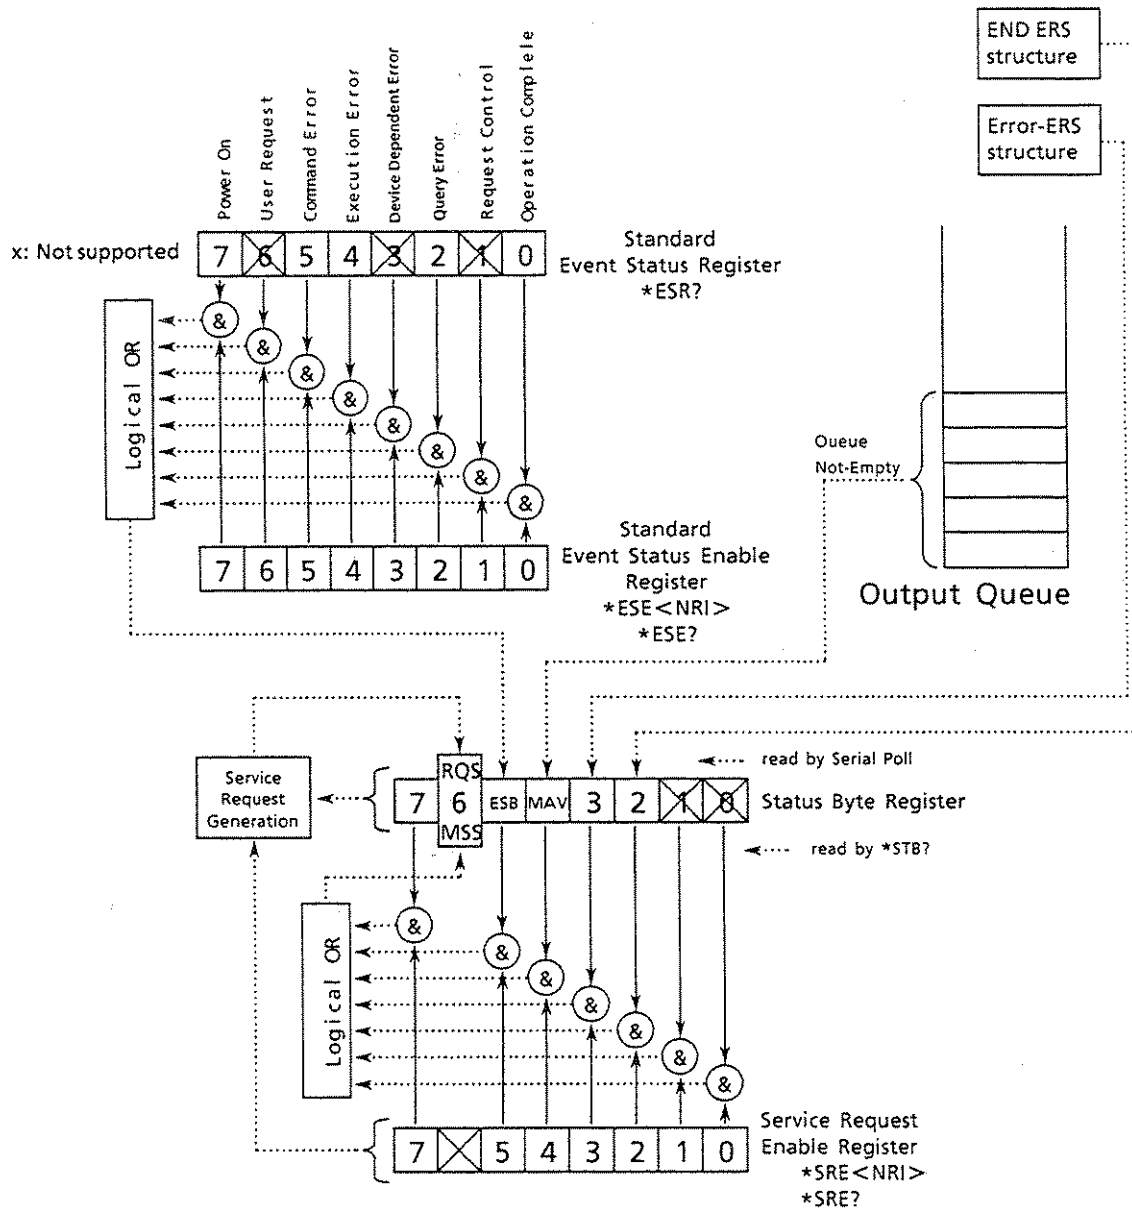 END ERS
structure
Error-ERS
structure
Power On
User Request
Command Error
Execution Error
Device Dependent Error
Query Error
Request Control
Operation Complele
x: Not supported
7 6 5 4 3 2 1 0
Standard
Event Status Register
*ESR?
Logical OR
&
&
&
&
&
&
&
&
7 6 5 4 3 2 1 0
Standard
Event Status Enable
Register
*ESE<NRI>
*ESE?
Oueue
Not-Empty
Output Queue
Service
Request
Generation
RQS
7 6 ESB MAV 3 2 1 0
MSS
read by Serial Poll
Status Byte Register
read by *STB?
Logical OR
&
&
&
&
&
&
&
7 5 4 3 2 1 0
Service Request
Enable Register
*SRE<NRI>
*SRE?